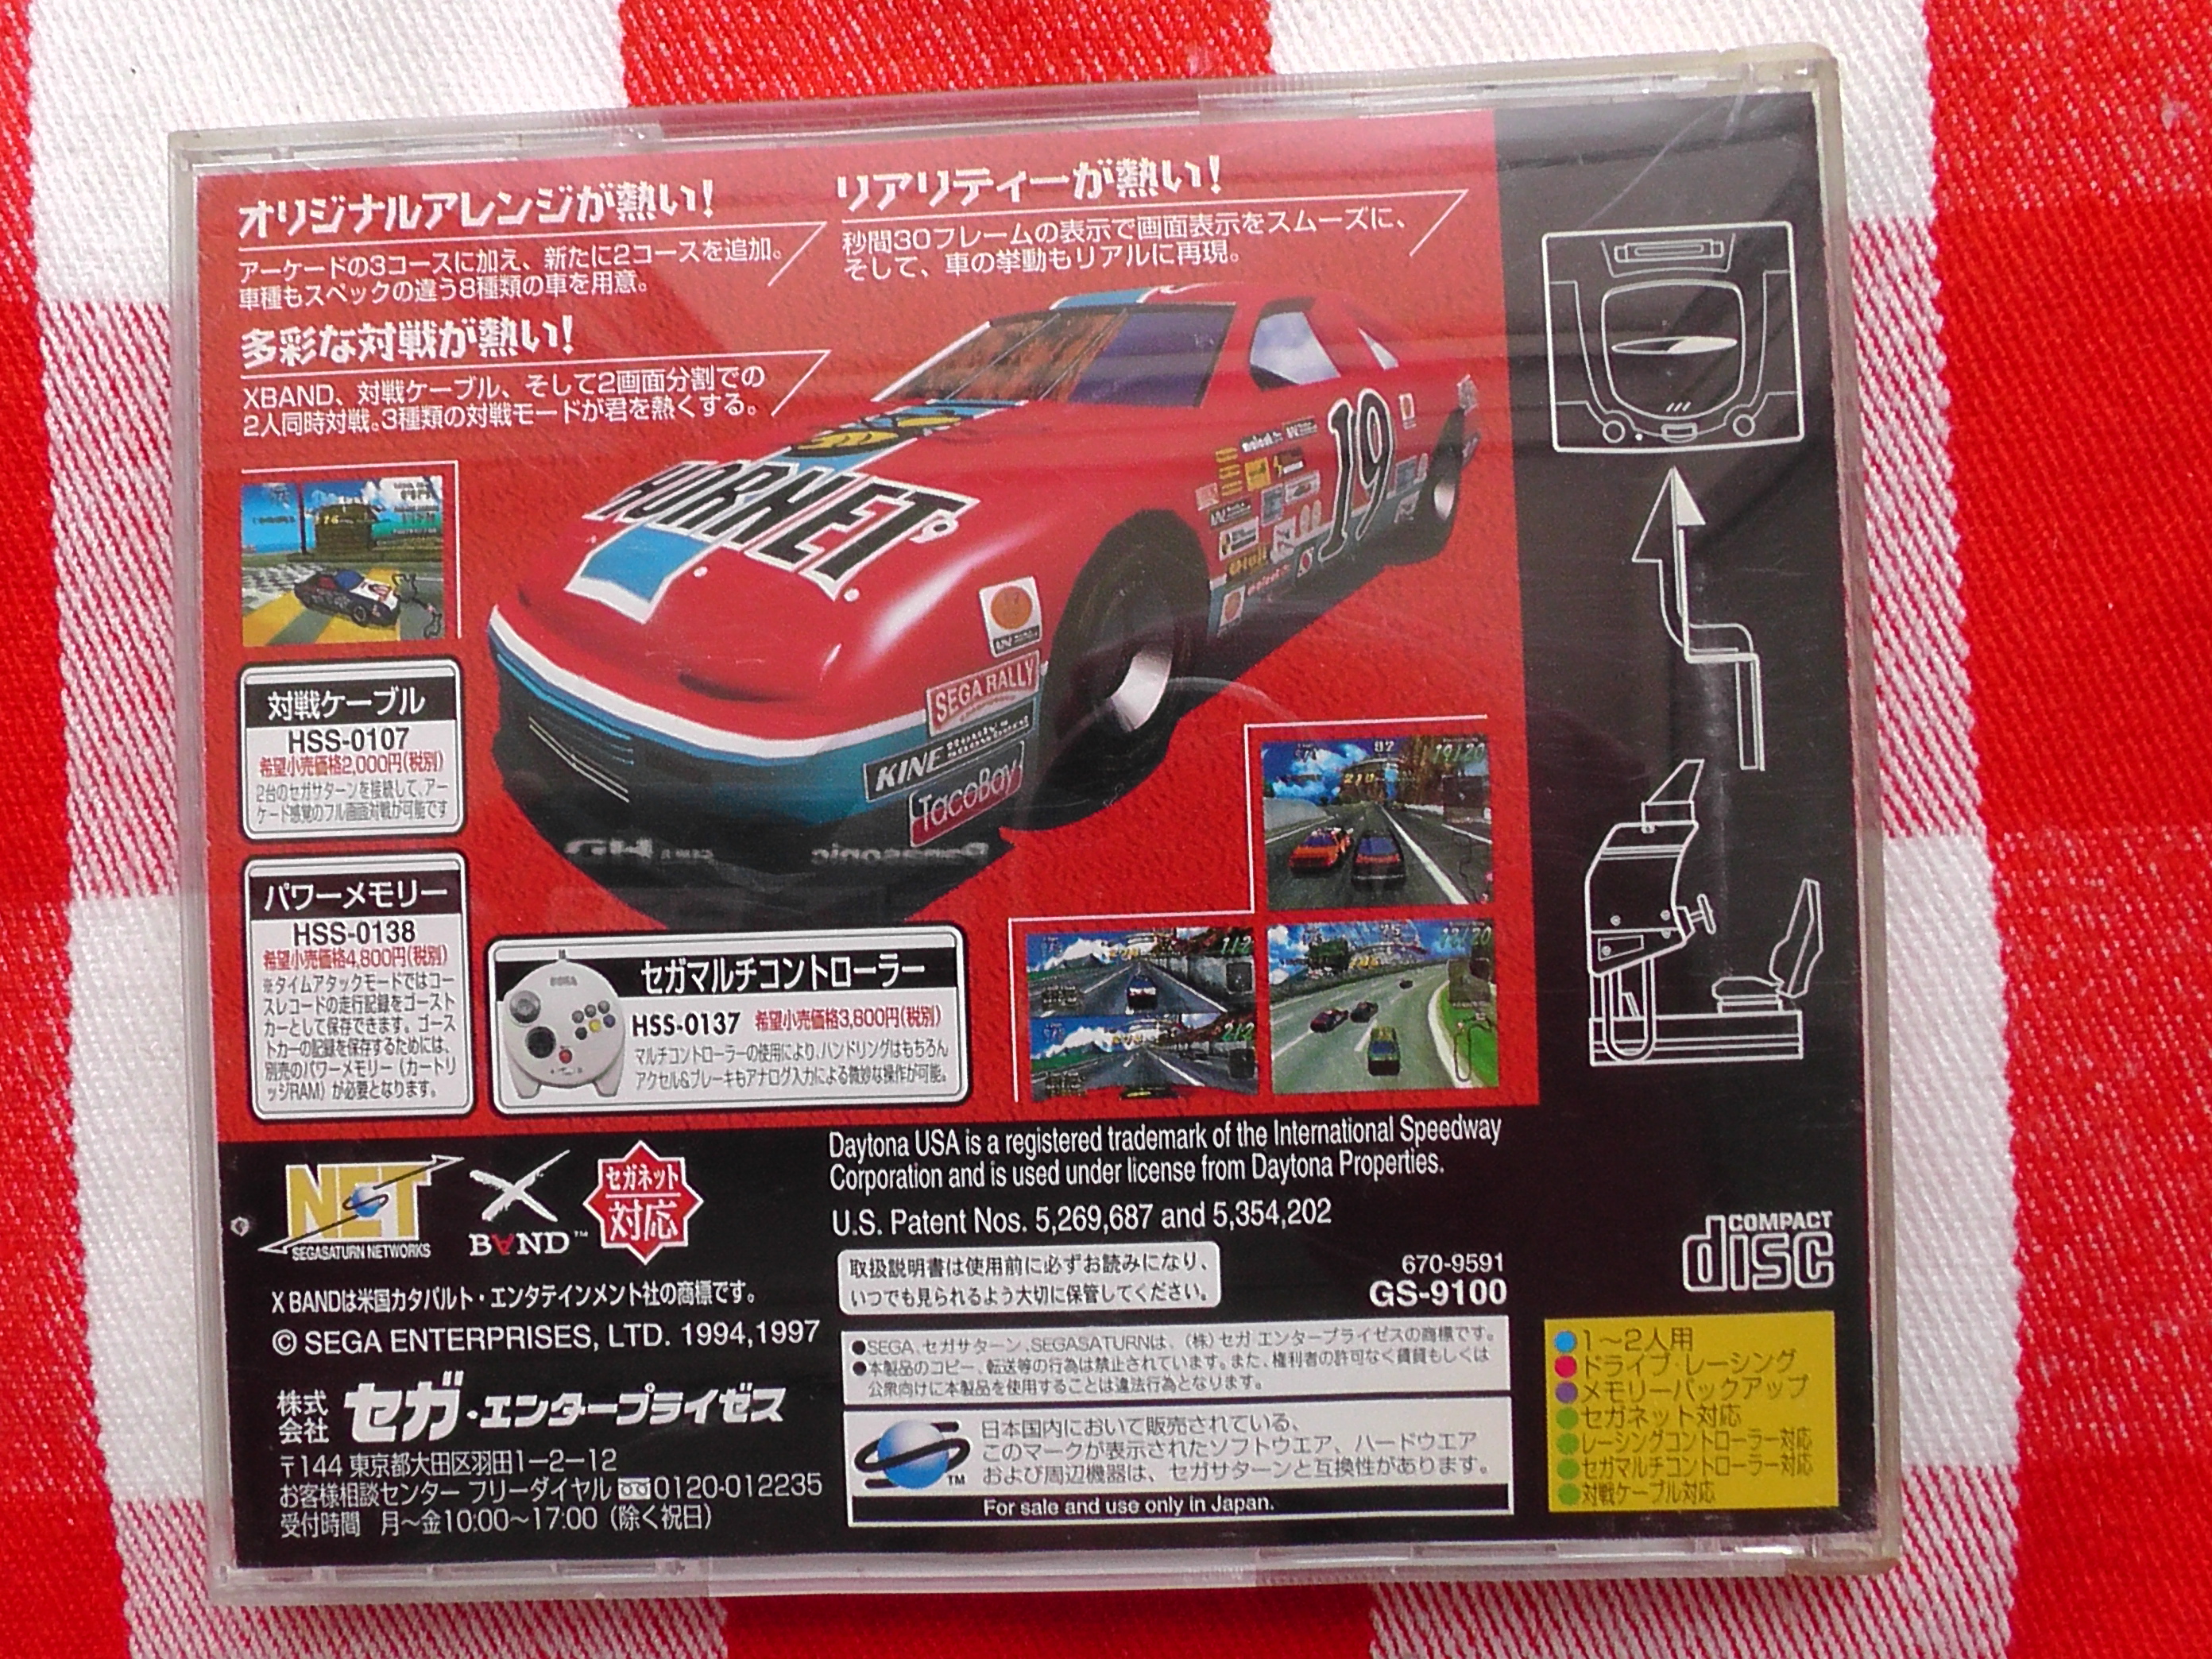 オリジナルアレンジが熱い!
アーケードの3コースに加え、新たに2コースを追加。
車種もスペックの違う8種類の車を用意。
リアリティーが熱い!
秒間30フレームの表示で画面表示をスムーズに、
そして、車の挙動もリアルに再現。
多彩な対戦が熱い!
XBAND、対戦ケーブル、そして2画面分割での
2人同時対戦。3種類の対戦モードが君を熱くする。
HORNET
19
SEGA RALLY
KINE
TacoBay
対戦ケーブル
HSS-0107
希望小売価格2,000円(税別)
2台のセガサターンを接続して、アー
ケード感覚のフル画面対戦が可能です
パワーメモリー
HSS-0138
希望小売価格4,800円(税別)
※タイムアタックモードではコー
スレコードの走行記録をゴースト
カーとして保存できます。ゴース
トカーの記録を保存するためには、
別売のパワーメモリー(カートリ
ッジRAM)が必要となります。
セガマルチコントローラー
HSS-0137 希望小売価格3,800円(税別)
マルチコントローラーの使用により、ハンドリングはもちろん
アクセル&ブレーキもアナログ入力による微妙な操作が可能。
19/20
1/2
2/2
12/20
NET
SEGASATURN NETWORKS
X
BAND™
セガネット
対応
X BANDは米国カタパルト・エンタテインメント社の商標です。
© SEGA ENTERPRISES, LTD. 1994,1997
株式
会社
セガ・エンタープライゼス
〒144 東京都大田区羽田1-2-12
お客様相談センター フリーダイヤル 0120-012235
受付時間 月〜金10:00〜17:00(除く祝日)
Daytona USA is a registered trademark of the International Speedway
Corporation and is used under license from Daytona Properties.
U.S. Patent Nos. 5,269,687 and 5,354,202
取扱説明書は使用前に必ずお読みになり、
いつでも見られるよう大切に保管してください。
670-9591
GS-9100
●SEGA、セガサターン、SEGASATURNは、(株)セガ エンタープライゼスの商標です。
●本製品のコピー、転送等の行為は禁止されています。また、権利者の許可なく賃貸もしくは
公衆向けに本製品を使用することは違法行為となります。
TM
日本国内において販売されている、
このマークが表示されたソフトウエア、ハードウエア
および周辺機器は、セガサターンと互換性があります。
For sale and use only in Japan.
COMPACT
disc
●1〜2人用
●ドライブ・レーシング
●メモリーバックアップ
●セガネット対応
●レーシングコントローラー対応
●セガマルチコントローラー対応
●対戦ケーブル対応